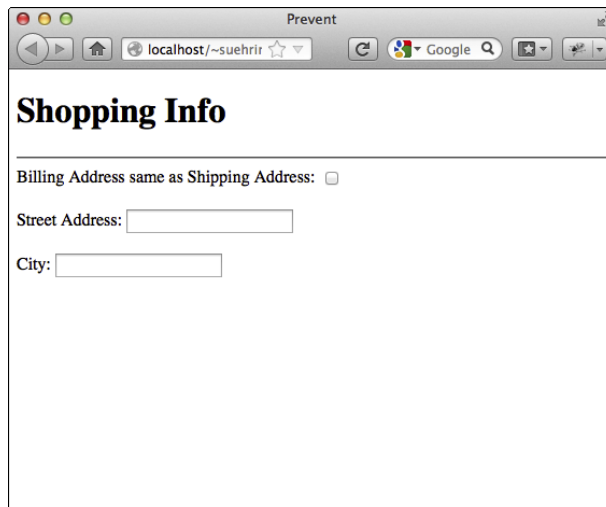 Prevent
localhost/~suehrir
Google
Shopping Info
Billing Address same as Shipping Address:
Street Address:
City: